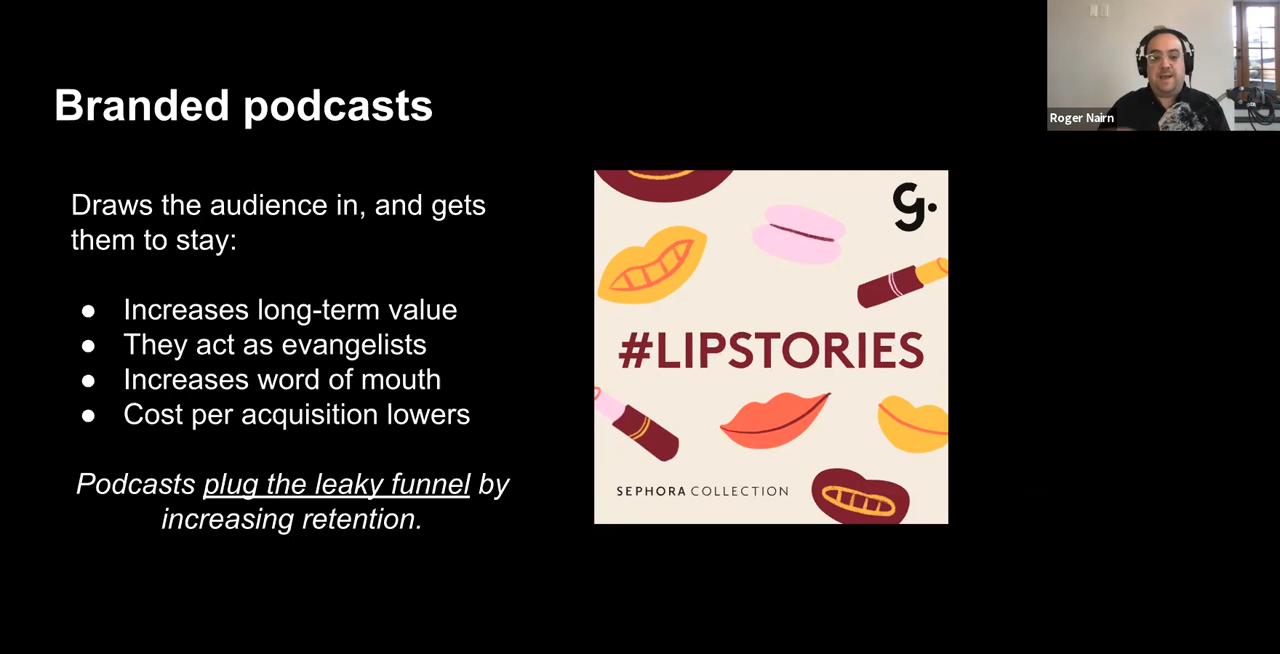 Branded podcasts
Roger Nairn
Draws the audience in, and gets
them to stay:
● Increases long-term value
● They act as evangelists
● Increases word of mouth
● Cost per acquisition lowers
Podcasts plug the leaky funnel by
increasing retention.
g.
#LIPSTORIES
SEPHORA COLLECTION